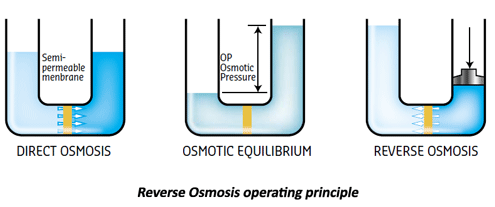 Semi-
permeable
membrane
OP
Osmotic
Pressure
DIRECT OSMOSIS
OSMOTIC EQUILIBRIUM
REVERSE OSMOSIS
Reverse Osmosis operating principle